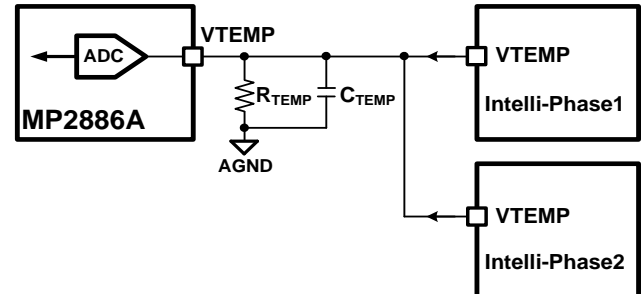 ADC
VTEMP
MP2886A
RTEMP
CTEMP
AGND
VTEMP
Intelli-Phase1
VTEMP
Intelli-Phase2